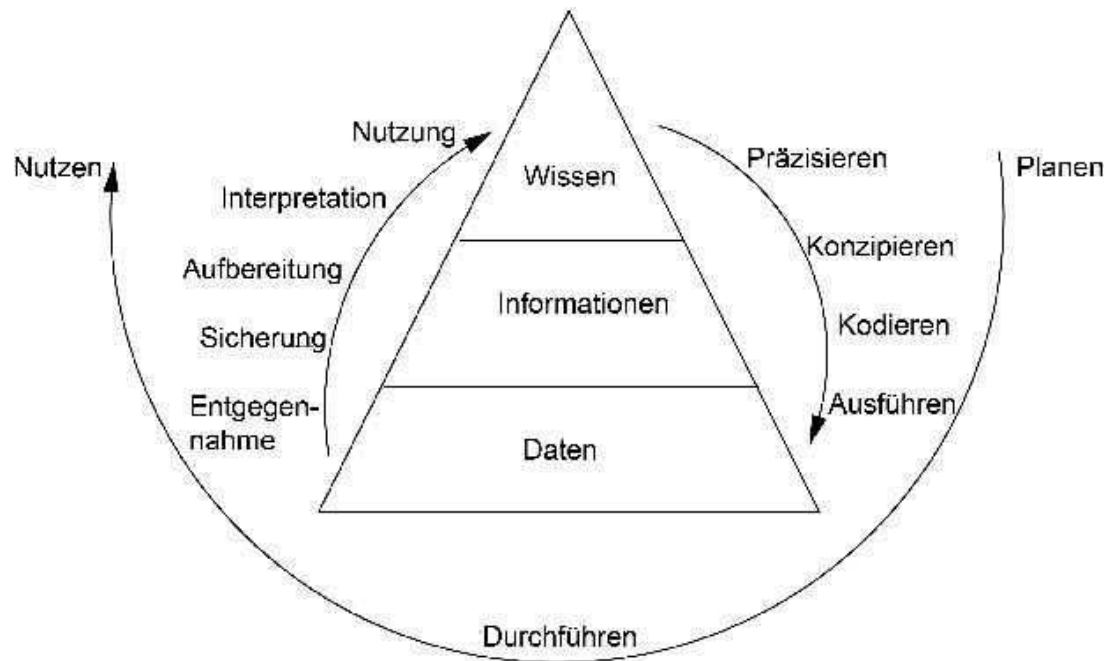 Nutzung
Nutzen
Präzisieren
Planen
Wissen
Interpretation
Konzipieren
Aufbereitung
Informationen
Sicherung
Kodieren
Entgegen-
nahme
Ausführen
Daten
Durchführen